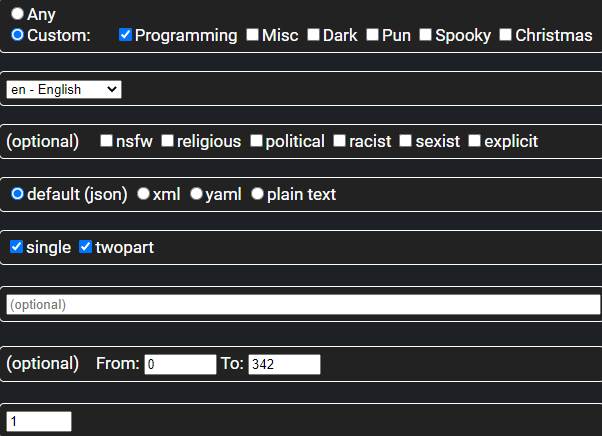 Any
Custom: Programming Misc Dark Pun Spooky Christmas
en - English
(optional) nsfw religious political racist sexist explicit
default (json) xml yaml plain text
single twopart
(optional)
(optional) From: 0 To: 342
1